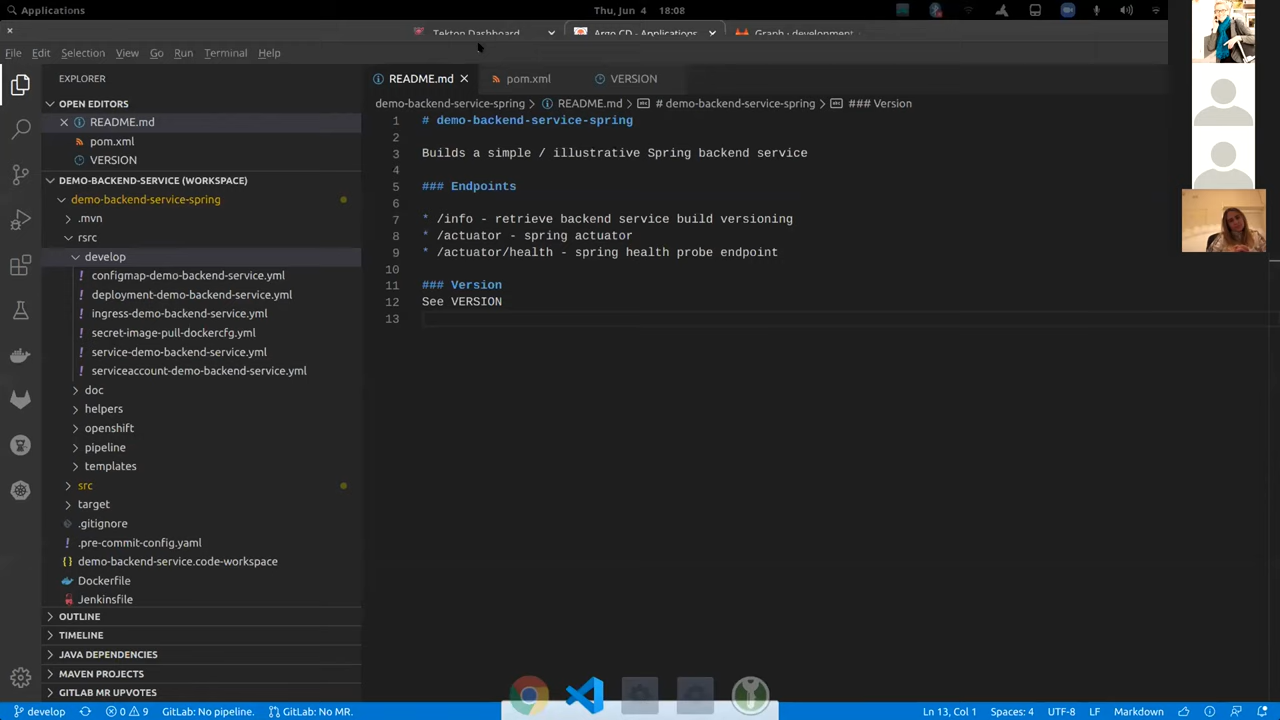 Applications
Thu, Jun 4 18:08
Tekton Dashboard
Argo CD - Applications
Graph · development
File Edit Selection View Go Run Terminal Help
EXPLORER
README.md
pom.xml
VERSION
OPEN EDITORS
demo-backend-service-spring > README.md > # demo-backend-service-spring > ### Version
README.md
pom.xml
VERSION
DEMO-BACKEND-SERVICE (WORKSPACE)
demo-backend-service-spring
.mvn
rsrc
develop
configmap-demo-backend-service.yml
deployment-demo-backend-service.yml
ingress-demo-backend-service.yml
secret-image-pull-dockercfg.yml
service-demo-backend-service.yml
serviceaccount-demo-backend-service.yml
doc
helpers
openshift
pipeline
templates
src
target
.gitignore
.pre-commit-config.yaml
demo-backend-service.code-workspace
Dockerfile
Jenkinsfile
OUTLINE
TIMELINE
JAVA DEPENDENCIES
MAVEN PROJECTS
GITLAB MR UPVOTES
1 # demo-backend-service-spring
2
3 Builds a simple / illustrative Spring backend service
4
5 ### Endpoints
6
7 * /info - retrieve backend service build versioning
8 * /actuator - spring actuator
9 * /actuator/health - spring health probe endpoint
10
11 ### Version
12 See VERSION
13
develop 0 9 GitLab: No pipeline. GitLab: No MR. Ln 13, Col 1 Spaces: 4 UTF-8 LF Markdown